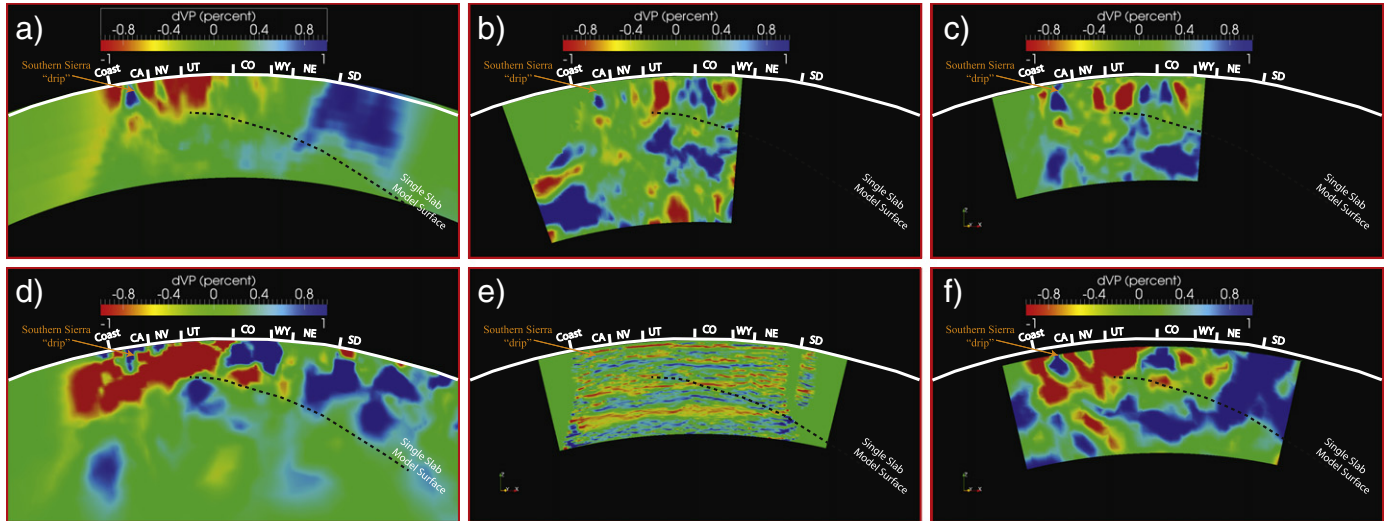 a)
dVP (percent)
-0.8 -0.4 0 0.4 0.8
-1 1
Southern Sierra
"drip"
Coast CA NV UT CO WY NE SD
Single Slab
Model Surface
b)
dVP (percent)
-0.8 -0.4 0 0.4 0.8
-1 1
Southern Sierra
"drip"
Coast CA NV UT CO WY NE SD
Single Slab
Model Surface
c)
dVP (percent)
-0.8 -0.4 0 0.4 0.8
-1 1
Southern Sierra
"drip"
Coast CA NV UT CO WY NE SD
Single Slab
Model Surface
d)
dVP (percent)
-0.8 -0.4 0 0.4 0.8
-1 1
Southern Sierra
"drip"
Coast CA NV UT CO WY NE SD
Single Slab
Model Surface
e)
Southern Sierra
"drip"
Coast CA NV UT CO WY NE SD
Single Slab
Model Surface
f)
dVP (percent)
-0.8 -0.4 0 0.4 0.8
-1 1
Southern Sierra
"drip"
Coast CA NV UT CO WY NE SD
Single Slab
Model Surface